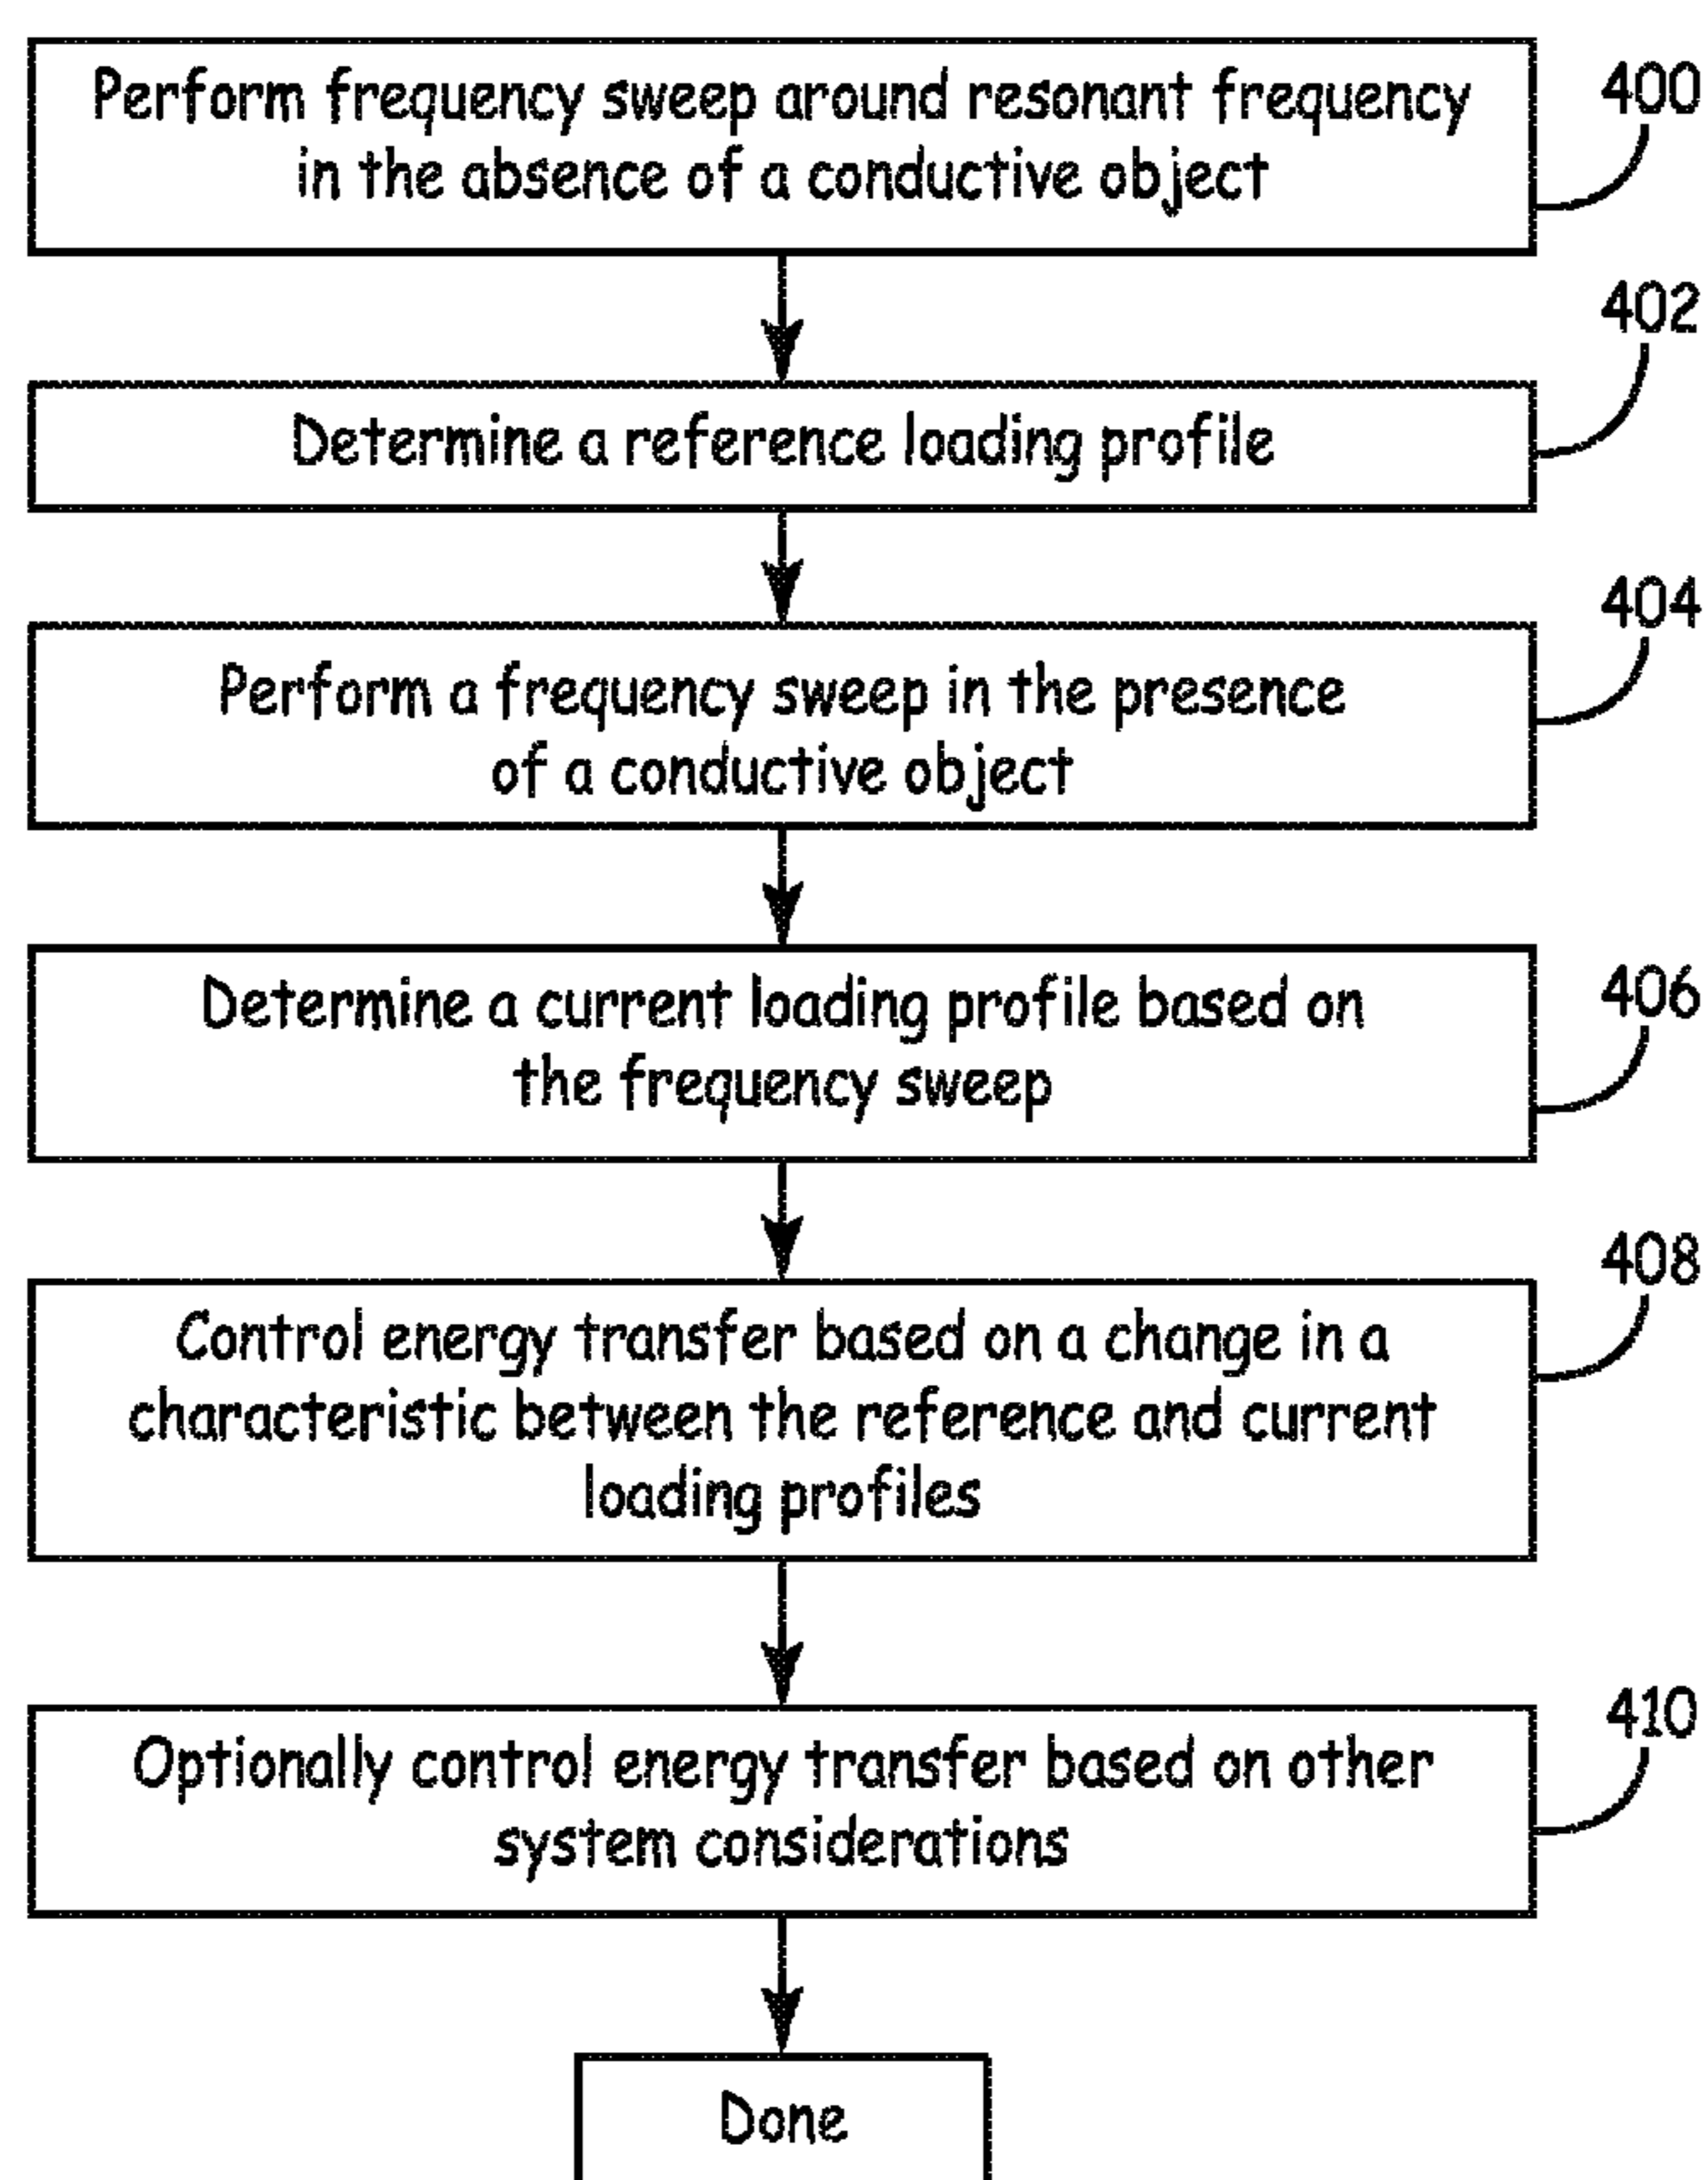 Perform frequency sweep around resonant frequency
in the absence of a conductive object
400
402
Determine a reference loading profile
404
Perform a frequency sweep in the presence
of a conductive object
406
Determine a current loading profile based on
the frequency sweep
408
Control energy transfer based on a change in a
characteristic between the reference and current
loading profiles
410
Optionally control energy transfer based on other
system considerations
Done